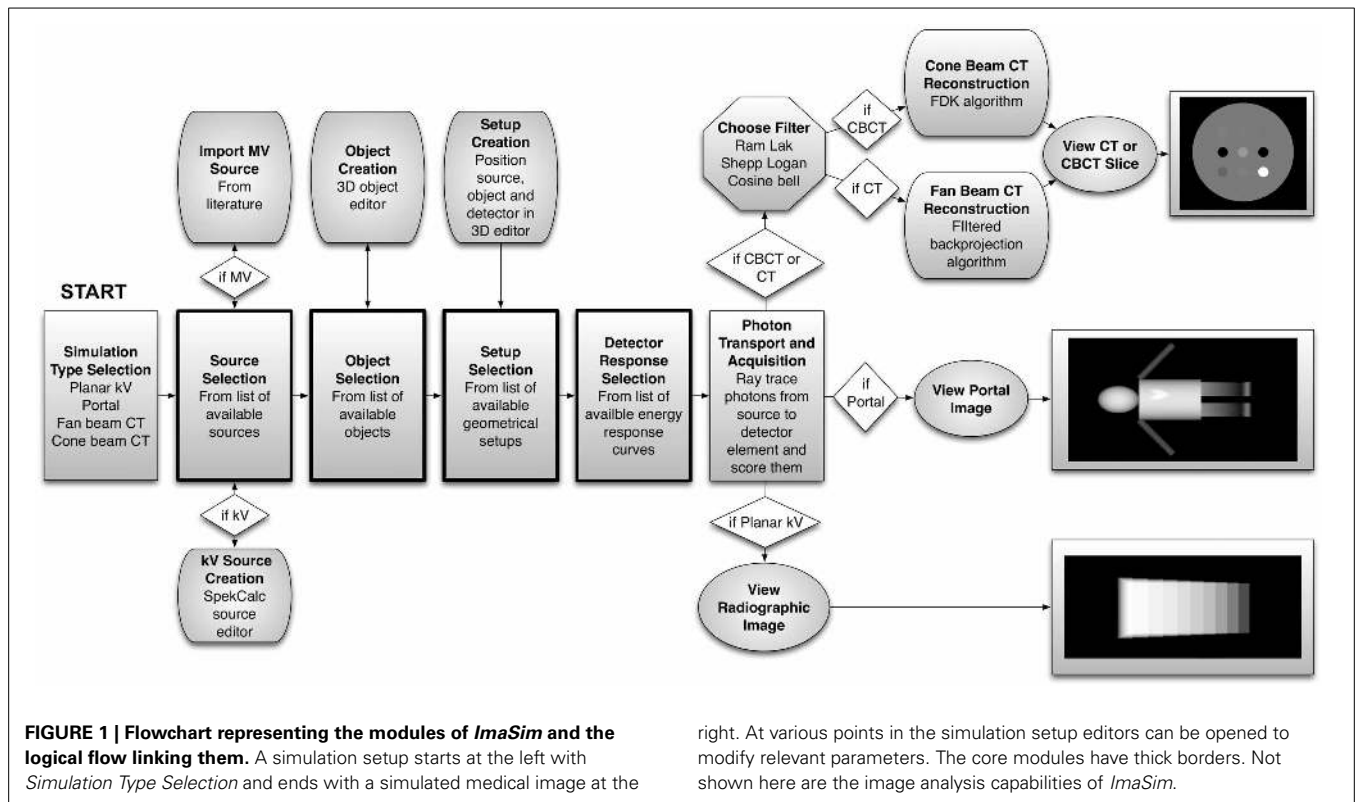 Import MV
Source
From
literature
Object
Creation
3D object
editor
Setup
Creation
Position
source,
object and
detector in
3D editor
Choose Filter
Ram Lak
Shepp Logan
Cosine bell
if
CBCT
if CT
Cone Beam CT
Reconstruction
FDK algorithm
Fan Beam CT
Reconstruction
FIltered
backprojection
algorithm
View CT or
CBCT Slice
if MV
if CBCT or
CT
START
Simulation
Type Selection
Planar kV
Portal
Fan beam CT
Cone beam CT
Source
Selection
From list of
available
sources
Object
Selection
From list of
available
objects
Setup
Selection
From list of
available
geometrical
setups
Detector
Response
Selection
From list of
availble energy
response
curves
Photon
Transport and
Acquisition
Ray trace
photons from
source to
detector
element and
score them
if
Portal
View Portal
Image
if kV
kV Source
Creation
SpekCalc
source
editor
if Planar kV
View
Radiographic
Image
FIGURE 1 | Flowchart representing the modules of ImaSim and the
logical flow linking them. A simulation setup starts at the left with
Simulation Type Selection and ends with a simulated medical image at the
right. At various points in the simulation setup editors can be opened to
modify relevant parameters. The core modules have thick borders. Not
shown here are the image analysis capabilities of ImaSim.